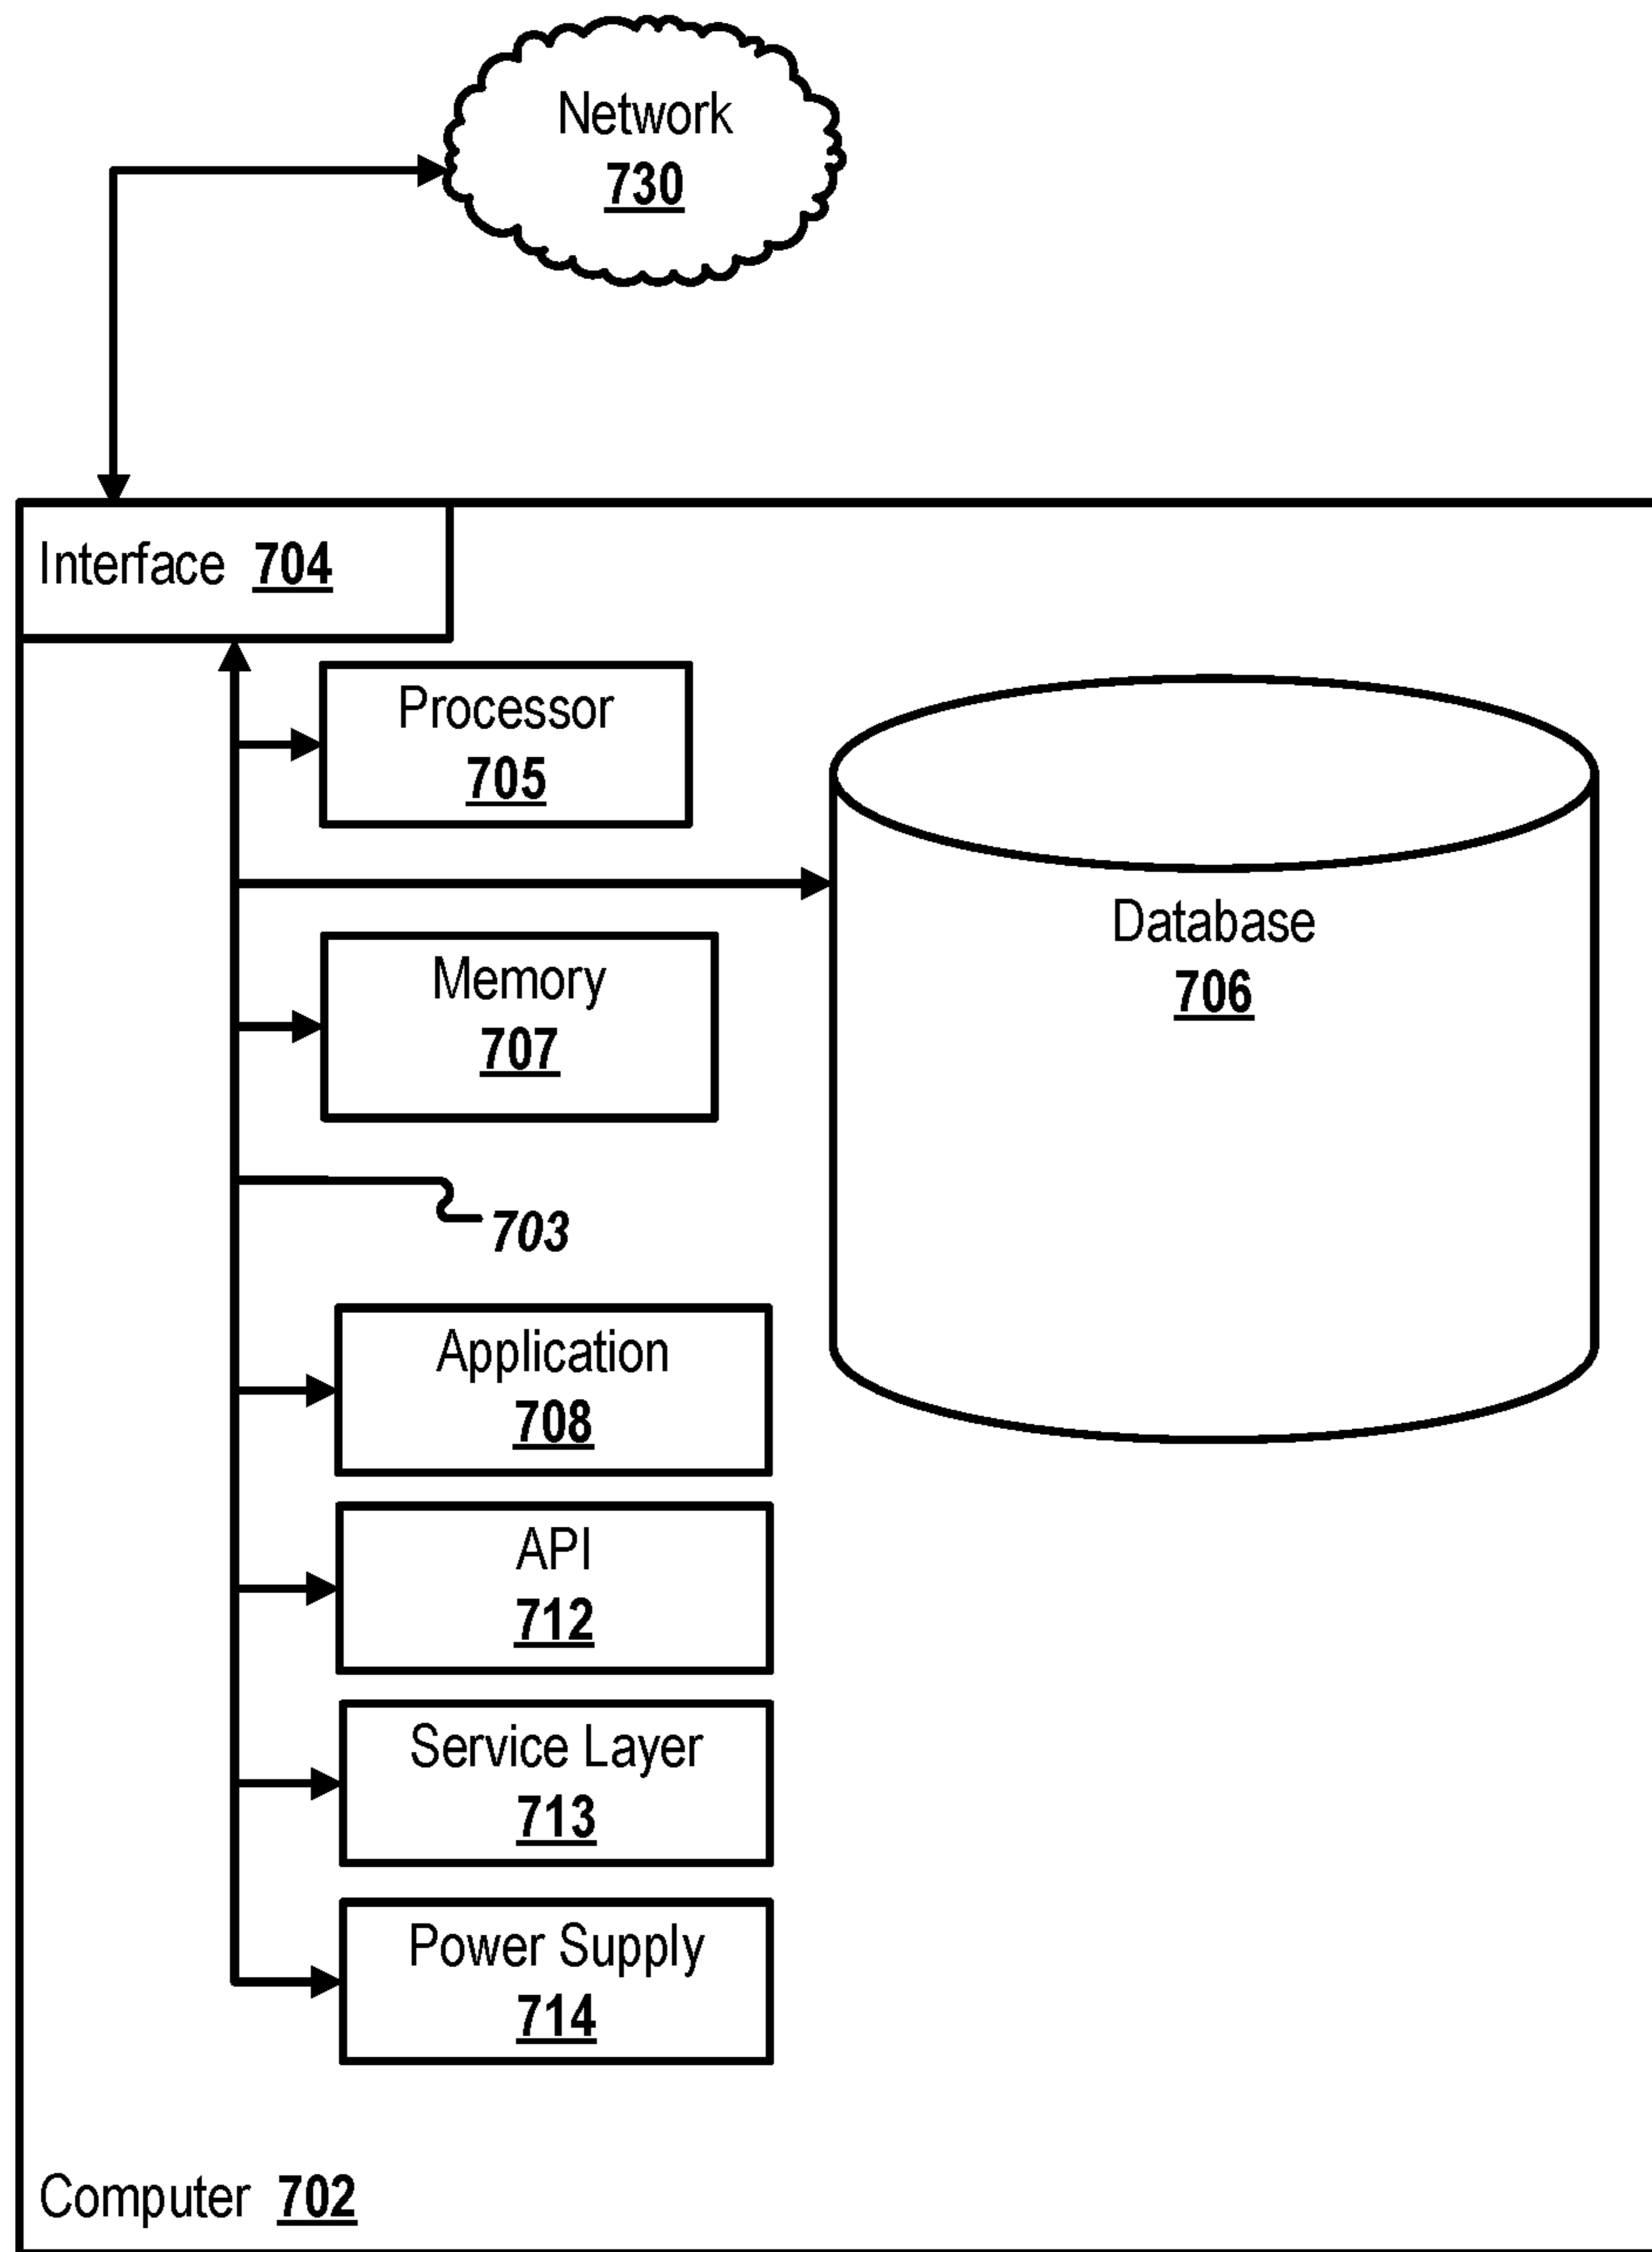 Network
730
Interface 704
Processor
705
Database
706
Memory
707
703
Application
708
API
712
Service Layer
713
Power Supply
714
Computer 702